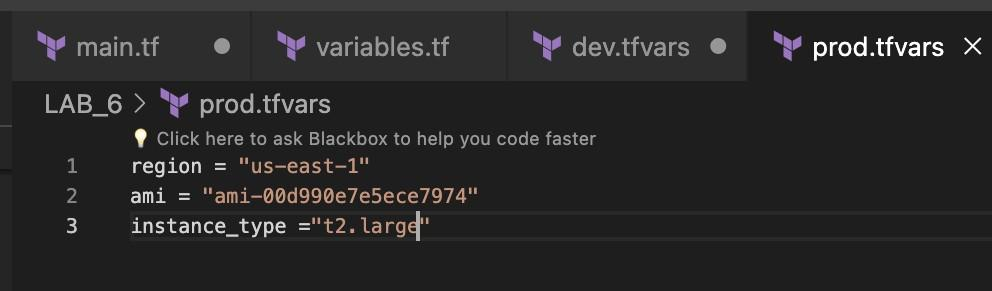 main.tf variables.tf dev.tfvars prod.tfvars
LAB_6 > prod.tfvars
Click here to ask Blackbox to help you code faster
1 region = "us-east-1"
2 ami = "ami-00d990e7e5ece7974"
3 instance_type ="t2.large"